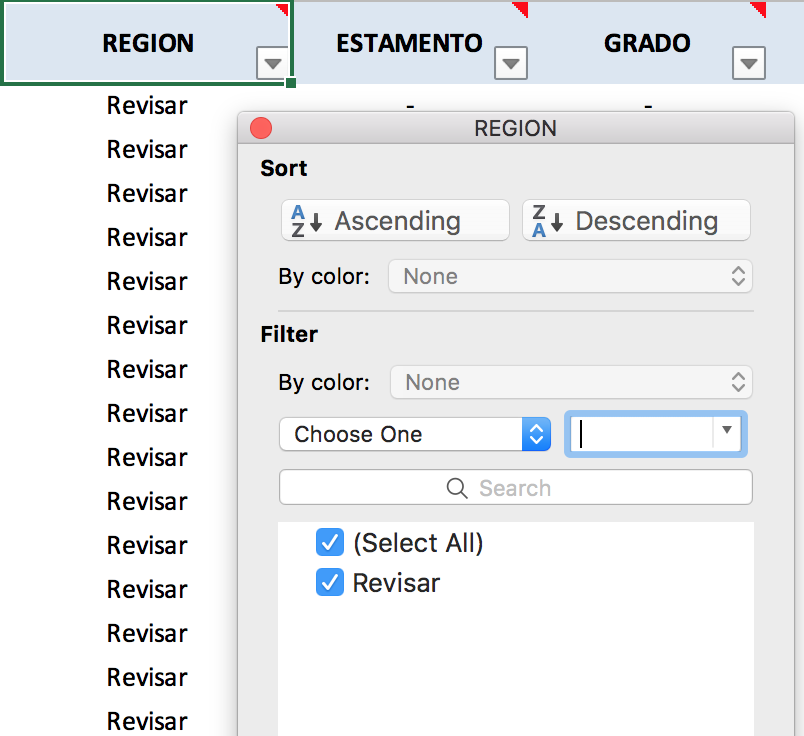 REGION ESTAMENTO GRADO
Revisar - -
REGION
Revisar
Sort
Revisar
A Z Ascending Z A Descending
Revisar
By color: None
Revisar
Filter
Revisar
By color: None
Revisar
Revisar
Choose One
Revisar
Search
Revisar
(Select All)
Revisar
Revisar
Revisar
Revisar
Revisar
Revisar